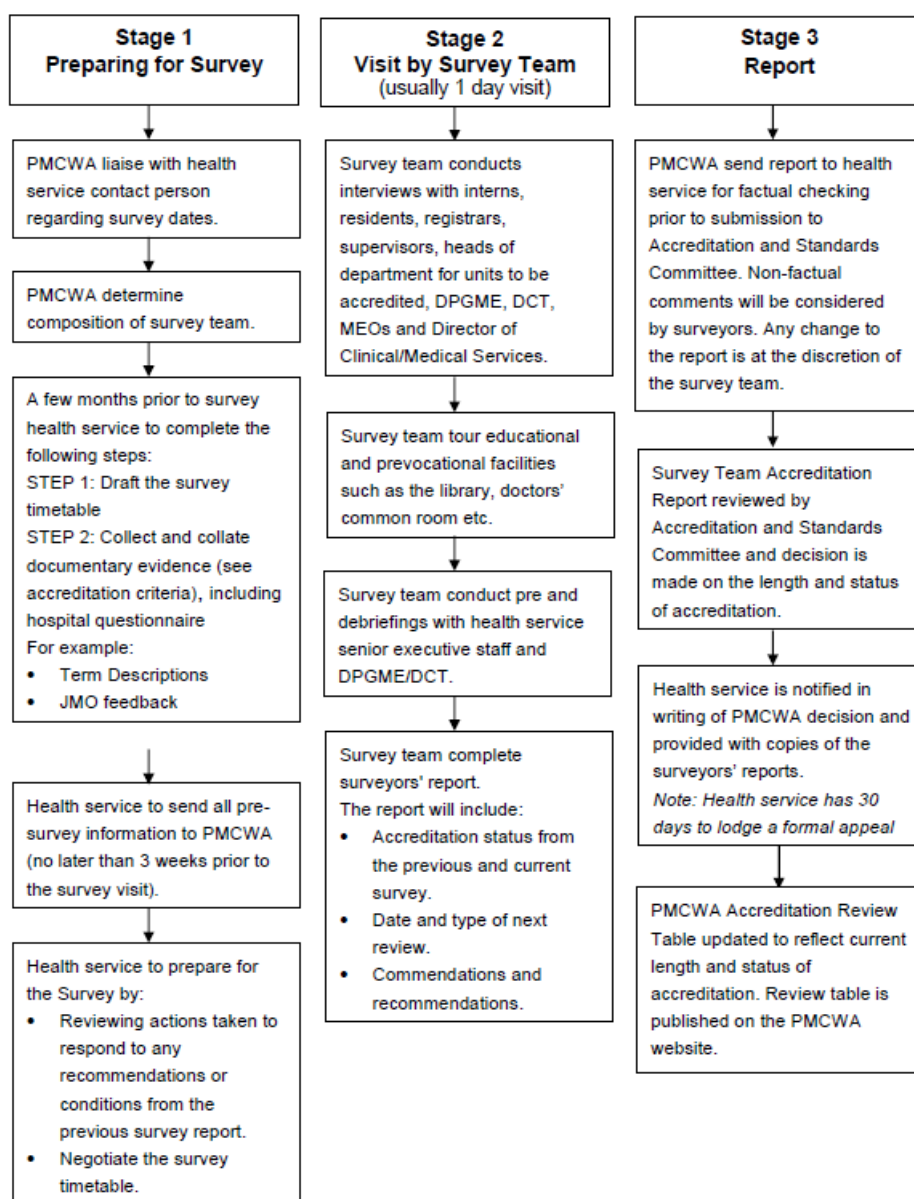 Stage 1
Preparing for Survey
PMCWA liaise with health
service contact person
regarding survey dates.
PMCWA determine
composition of survey team.
A few months prior to survey
health service to complete the
following steps:
STEP 1: Draft the survey
timetable
STEP 2: Collect and collate
documentary evidence (see
accreditation criteria), including
hospital questionnaire
For example:
• Term Descriptions
• JMO feedback
Health service to send all pre-
survey information to PMCWA
(no later than 3 weeks prior to
the survey visit).
Health service to prepare for
the Survey by:
• Reviewing actions taken to
respond to any
recommendations or
conditions from the
previous survey report.
• Negotiate the survey
timetable.
Stage 2
Visit by Survey Team
(usually 1 day visit)
Survey team conducts
interviews with interns,
residents, registrars,
supervisors, heads of
department for units to be
accredited, DPGME, DCT,
MEOs and Director of
Clinical/Medical Services.
Survey team tour educational
and prevocational facilities
such as the library, doctors'
common room etc.
Survey team conduct pre and
debriefings with health service
senior executive staff and
DPGME/DCT.
Survey team complete
surveyors' report.
The report will include:
• Accreditation status from
the previous and current
survey.
• Date and type of next
review.
• Commendations and
recommendations.
Stage 3
Report
PMCWA send report to health
service for factual checking
prior to submission to
Accreditation and Standards
Committee. Non-factual
comments will be considered
by surveyors. Any change to
the report is at the discretion of
the survey team.
Survey Team Accreditation
Report reviewed by
Accreditation and Standards
Committee and decision is
made on the length and status
of accreditation.
Health service is notified in
writing of PMCWA decision and
provided with copies of the
surveyors' reports.
Note: Health service has 30
days to lodge a formal appeal
PMCWA Accreditation Review
Table updated to reflect current
length and status of
accreditation. Review table is
published on the PMCWA
website.